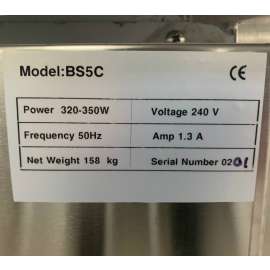 Model:BS5C CE
Power 320-350W Voltage 240 V
Frequency 50Hz Amp 1.3 A
Net Weight 158 kg Serial Number 02